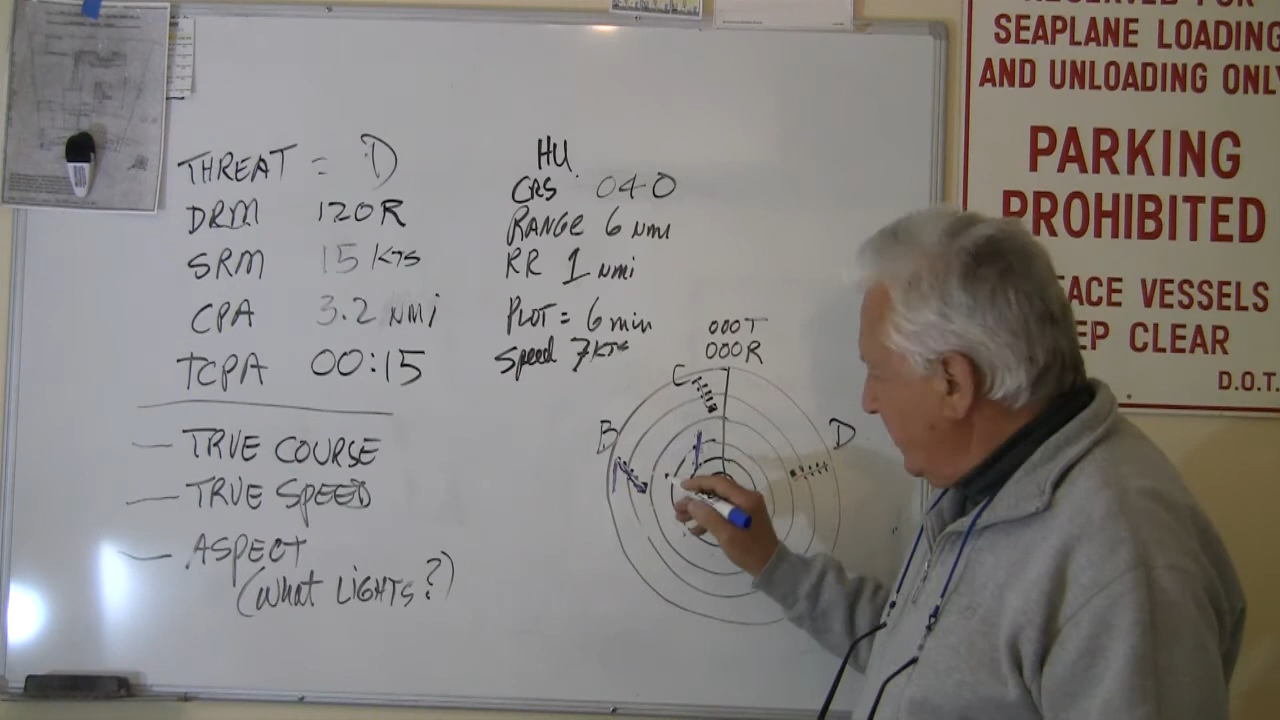 THREAT = D
DRM 120R
SRM 15 KTS
CPA 3.2 NMi
TCPA 00:15
— TRUE COURSE
— TRUE SPEED
— ASPECT
(What LIGHTS?)
HU
CRS 040
RANGE 6 NMi
RR 1 NMi
PLOT = 6 min
Speed 7 KTS
000T
000R
C
B
D
SEAPLANE LOADING
AND UNLOADING ONLY
PARKING
PROHIBITED
FACE VESSELS
EP CLEAR
D.O.T.